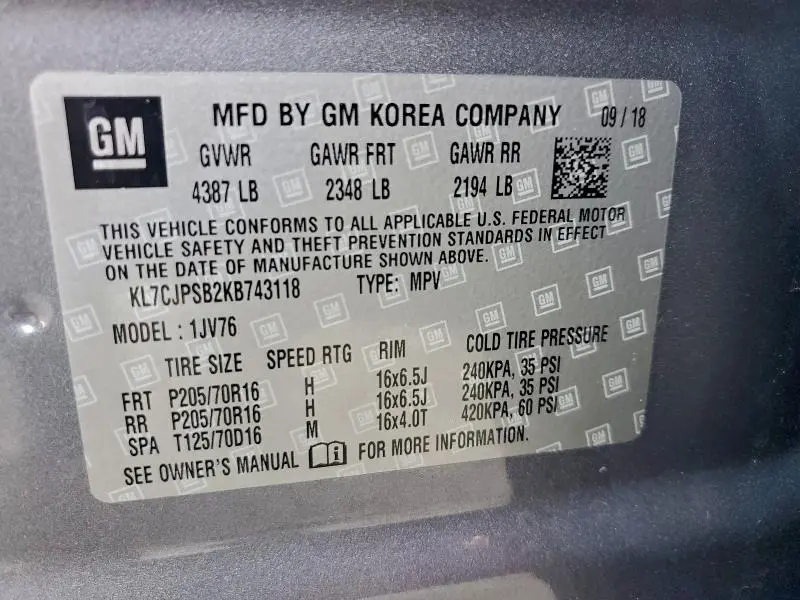 GM
MFD BY GM KOREA COMPANY 09/18
GVWR GAWR FRT GAWR RR
4387 LB 2348 LB 2194 LB
THIS VEHICLE CONFORMS TO ALL APPLICABLE U.S. FEDERAL MOTOR
VEHICLE SAFETY AND THEFT PREVENTION STANDARDS IN EFFECT
ON THE DATE OF MANUFACTURE SHOWN ABOVE.
KL7CJPSB2KB743118 TYPE: MPV
MODEL : 1JV76
TIRE SIZE SPEED RTG RIM COLD TIRE PRESSURE
FRT P205/70R16 H 16x6.5J 240KPA, 35 PSI
RR P205/70R16 H 16x6.5J 240KPA, 35 PSI
SPA T125/70D16 M 16x4.0T 420KPA, 60 PSI
SEE OWNER'S MANUAL FOR MORE INFORMATION.